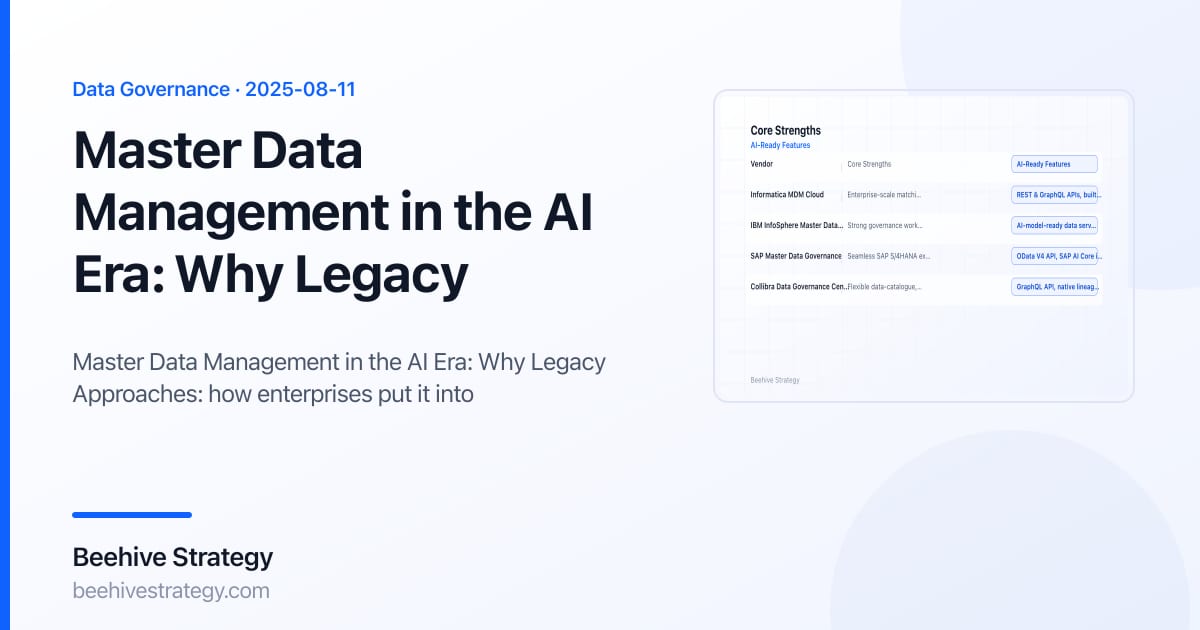 Data Governance · 2025-08-11
Master Data
Management in the AI
Era: Why Legacy
Master Data Management in the AI Era: Why Legacy
Approaches: how enterprises put it into
Beehive Strategy
beehivestrategy.com
Core Strengths
AI-Ready Features
Vendor Core Strengths AI-Ready Features
Informatica MDM Cloud Enterprise-scale matchi... REST & GraphQL APIs, built...
IBM InfoSphere Master Data... Strong governance work... AI-model-ready data serv...
SAP Master Data Governance Seamless SAP S/4HANA ex... OData V4 API, SAP AI Core i...
Collibra Data Governance Cen... Flexible data-catalogue,... GraphQL API, native lineag...
Beehive Strategy